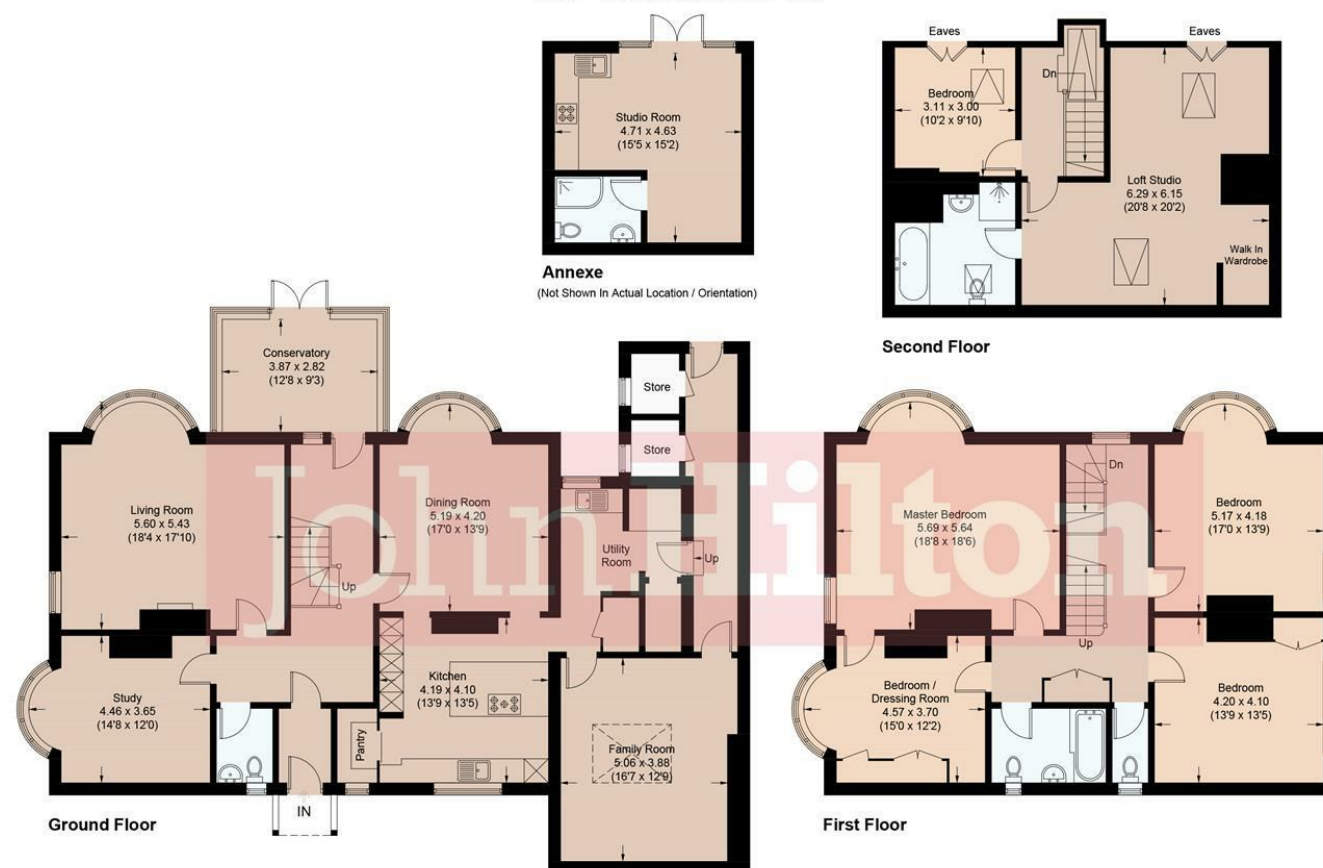 Studio Room
4.71 x 4.63
(15'5 x 15'2)
Annexe
(Not Shown In Actual Location / Orientation)
Eaves
Eaves
Dn
Bedroom
3.11 x 3.00
(10'2 x 9'10)
Loft Studio
6.29 x 6.15
(20'8 x 20'2)
Walk In
Wardrobe
Second Floor
Conservatory
3.87 x 2.82
(12'8 x 9'3)
Store
Store
Living Room
5.60 x 5.43
(18'4 x 17'10)
Dining Room
5.19 x 4.20
(17'0 x 13'9)
Utility
Room
Up
Up
Study
4.46 x 3.65
(14'8 x 12'0)
Kitchen
4.19 x 4.10
(13'9 x 13'5)
Pantry
Family Room
5.06 x 3.88
(16'7 x 12'9)
IN
Ground Floor
Dn
Master Bedroom
5.69 x 5.64
(18'8 x 18'6)
Bedroom
5.17 x 4.18
(17'0 x 13'9)
Up
Bedroom /
Dressing Room
4.57 x 3.70
(15'0 x 12'2)
Bedroom
4.20 x 4.10
(13'9 x 13'5)
First Floor
John Hilton